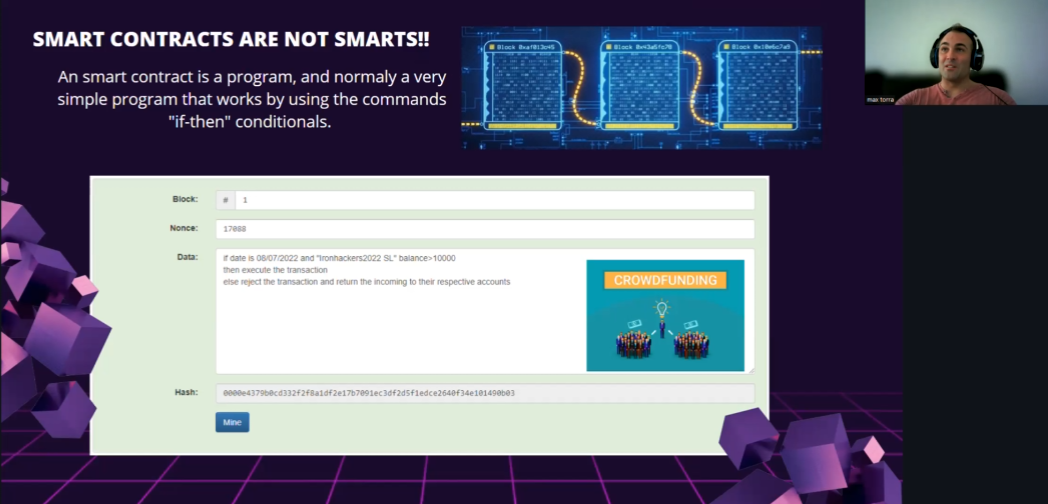 SMART CONTRACTS ARE NOT SMARTS!!
An smart contract is a program, and normaly a very
simple program that works by using the commands
"if-then" conditionals.
Block 0xaf013c45
Block 0x43a5fc70
max torra
Block:
# 1
Nonce:
17088
Data:
if date is 08/07/2022 and "Ironhackers2022 SL" balance>10000
then execute the transaction
else reject the transaction and return the incoming to their respective accounts
CROWDFUNDING
Hash:
Mine